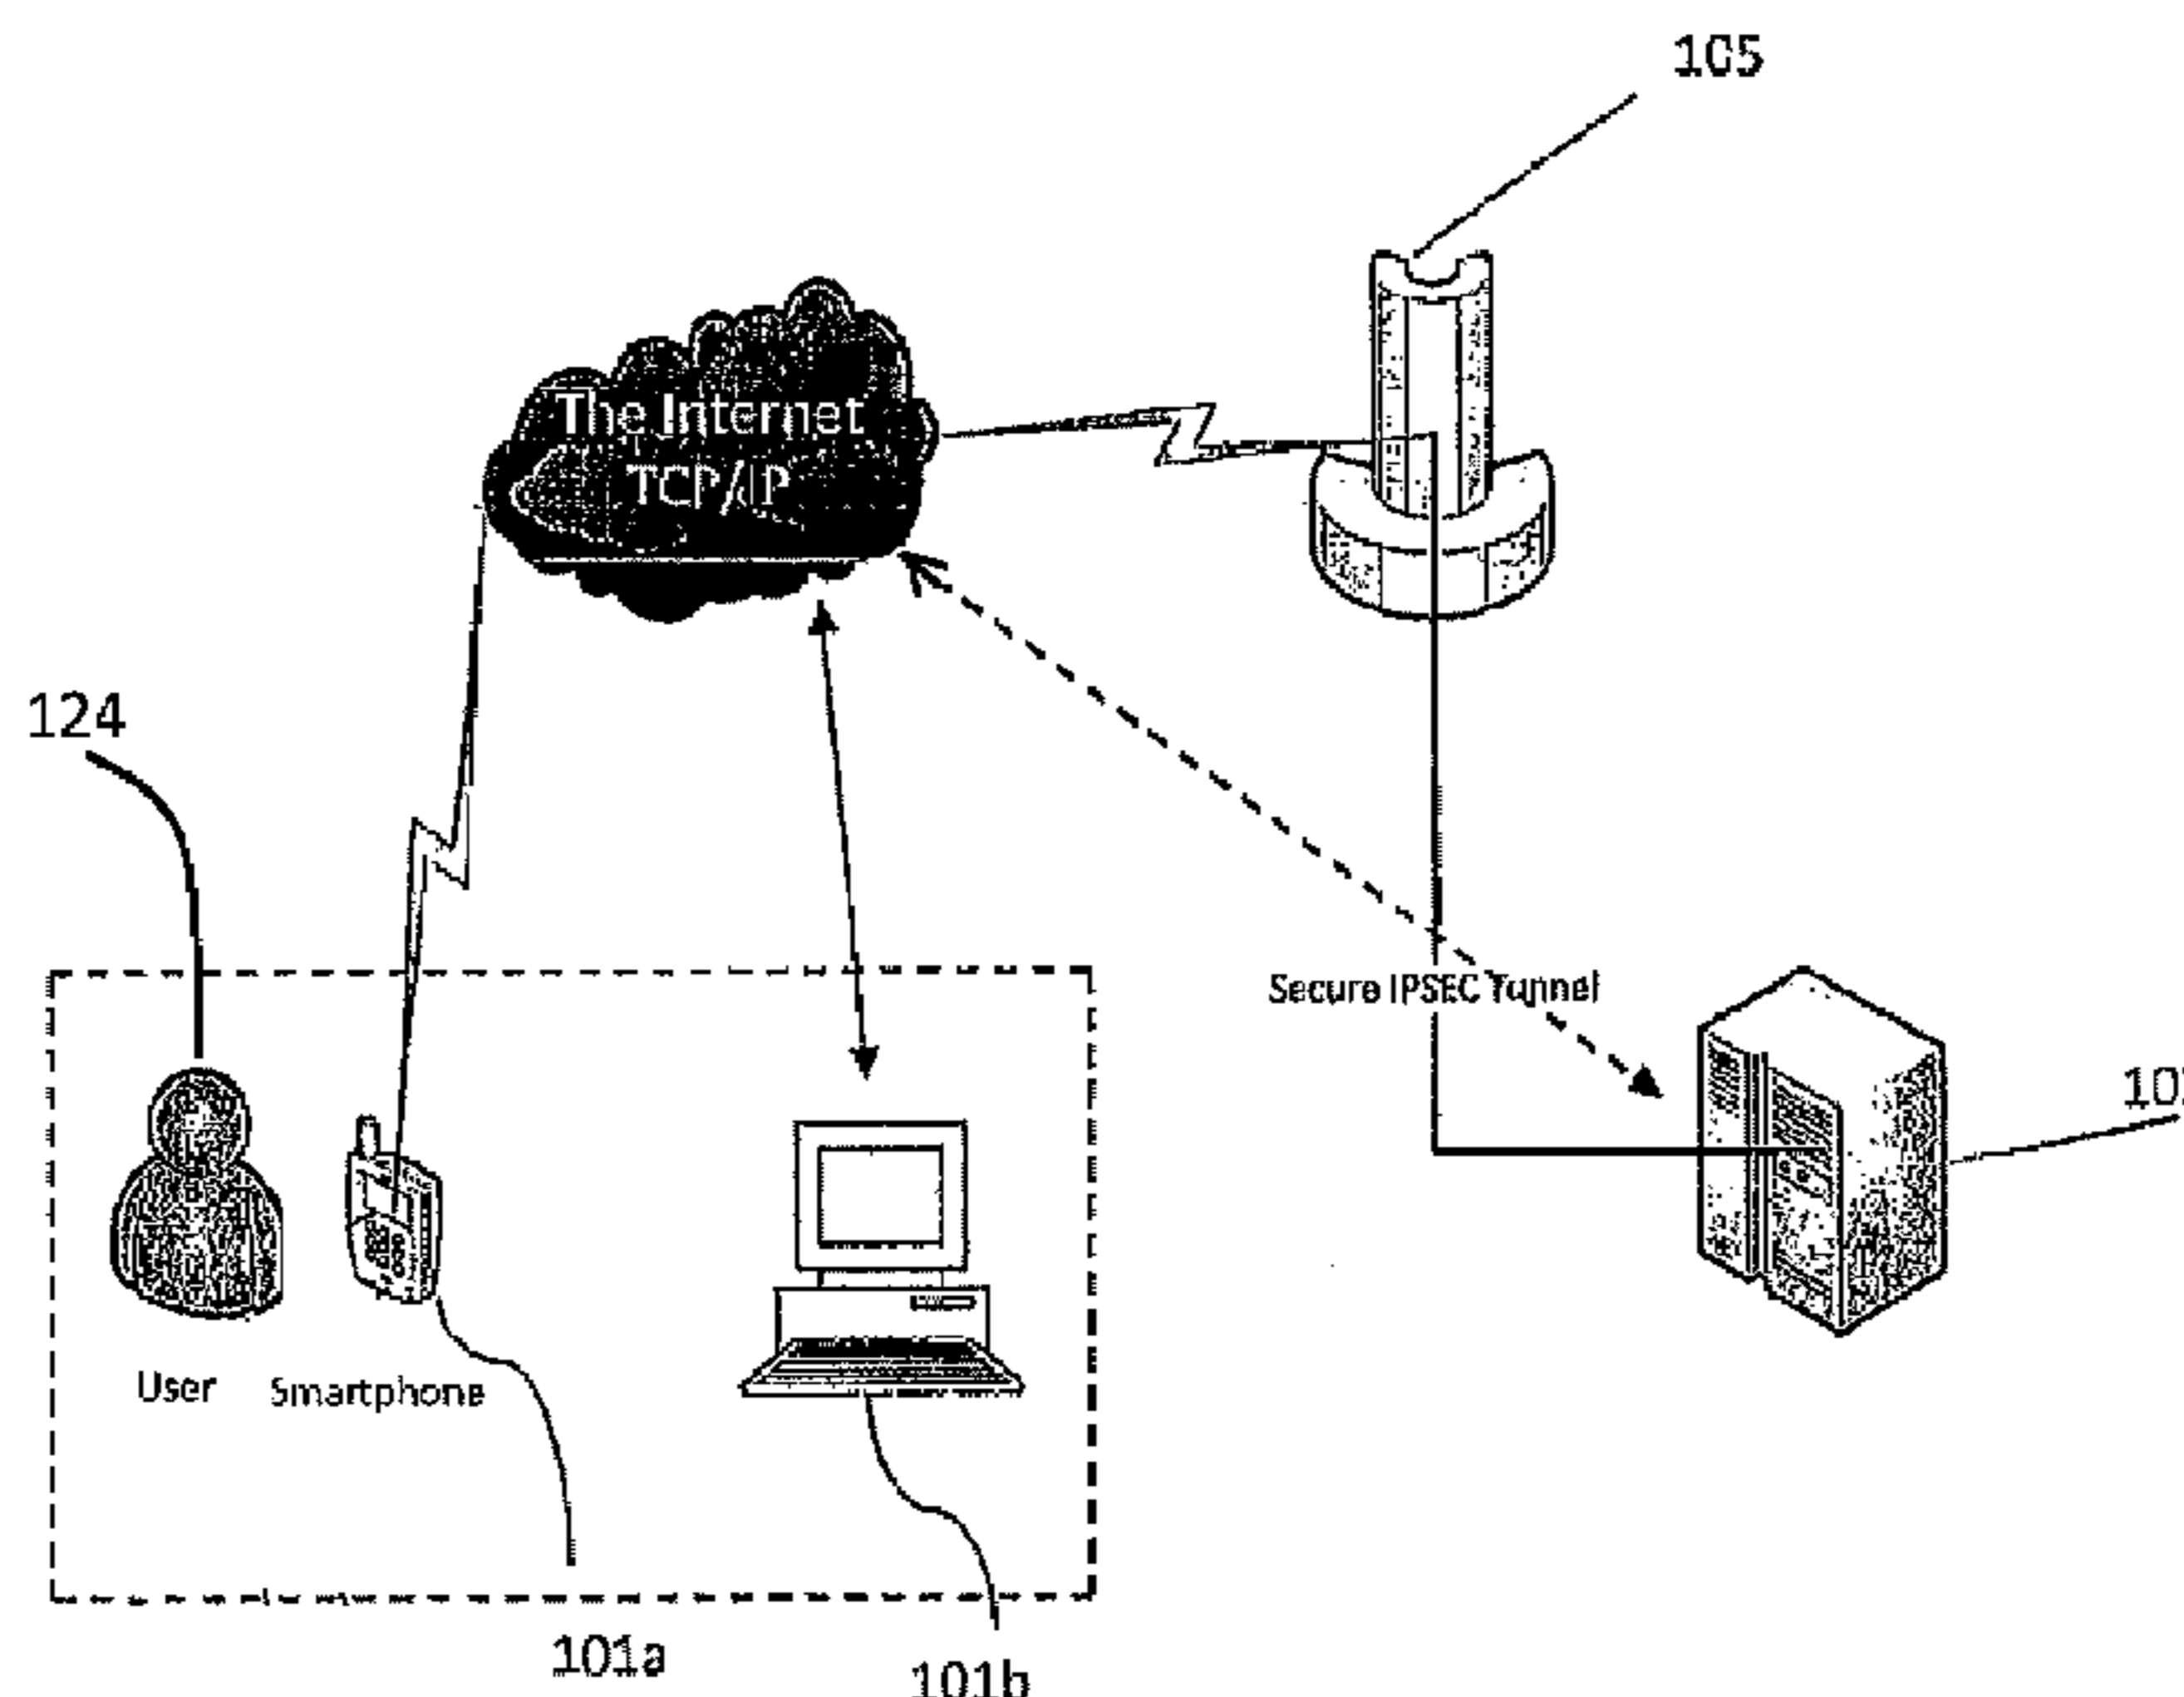 105
The Internet
TCP/IP
124
Secure IPSEC Tunnel
User
Smartphone
101a
101b